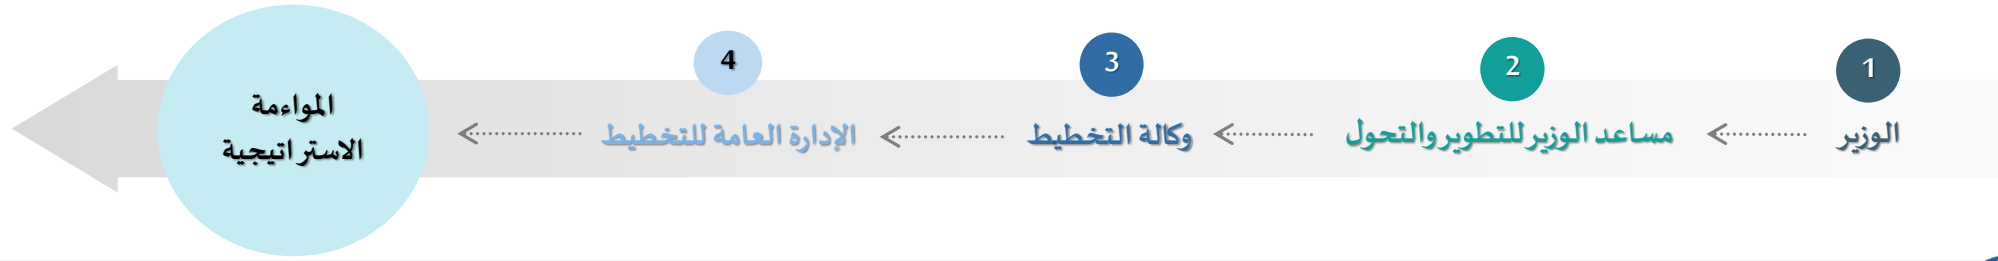 1
الوزير
2
مساعد الوزير للتطوير والتحول
3
وكالة التخطيط
4
الإدارة العامة للتخطيط
المواءمة
الاستراتيجية